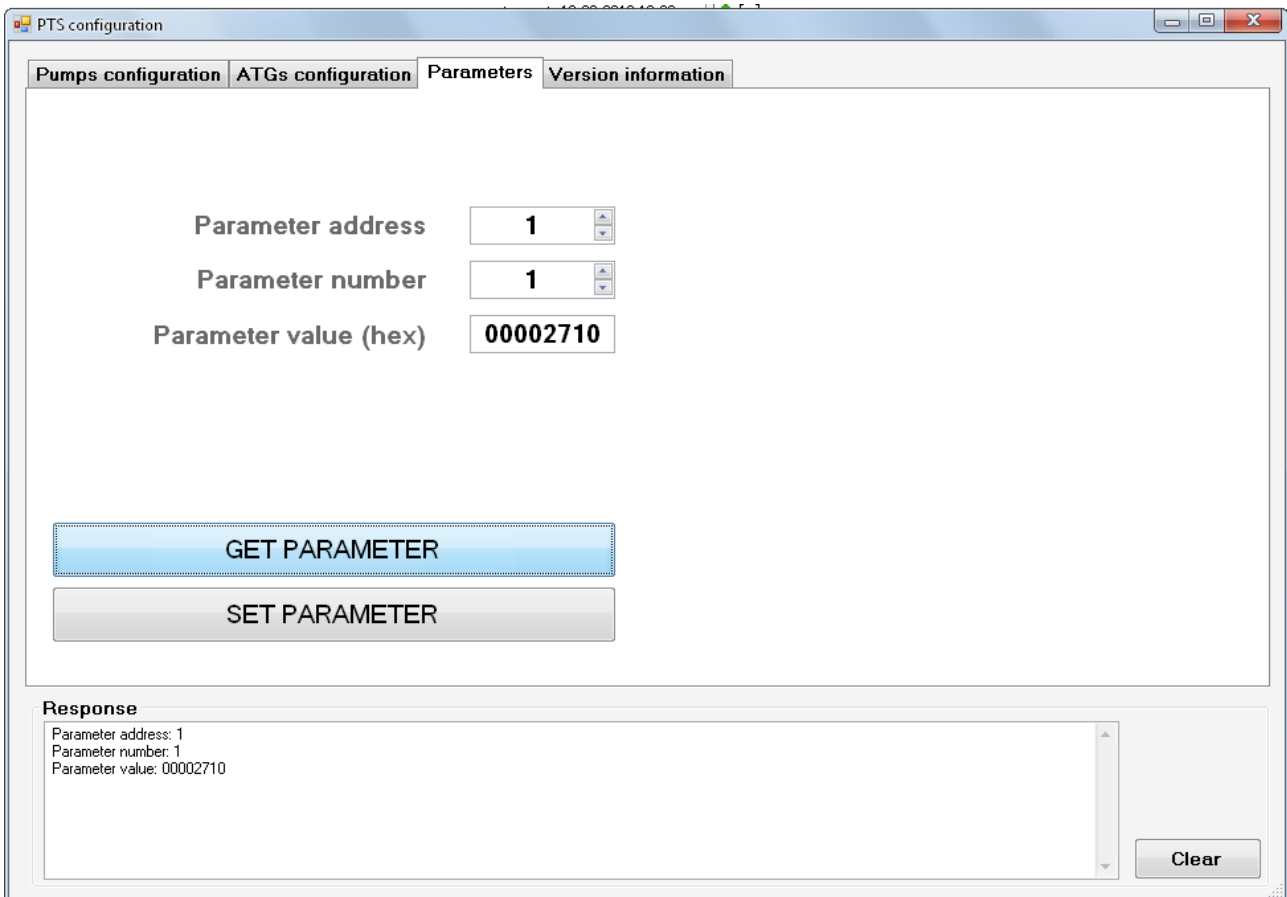 PTS configuration
Pumps configuration ATGs configuration Parameters Version information
Parameter address 1
Parameter number 1
Parameter value (hex) 00002710
GET PARAMETER
SET PARAMETER
Response
Parameter address: 1
Parameter number: 1
Parameter value: 00002710
Clear